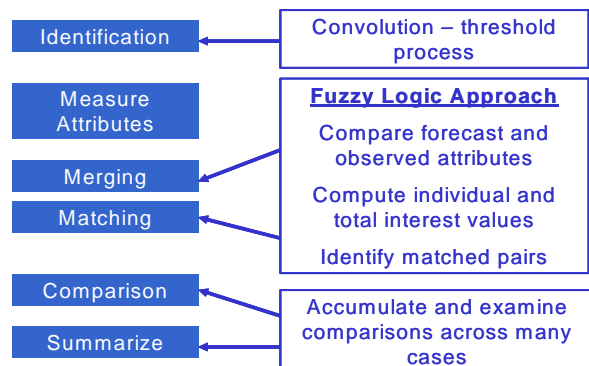 Identification
Convolution – threshold
process
Measure
Attributes
Merging
Matching
Fuzzy Logic Approach
Compare forecast and
observed attributes
Compute individual and
total interest values
Identify matched pairs
Comparison
Summarize
Accumulate and examine
comparisons across many
cases